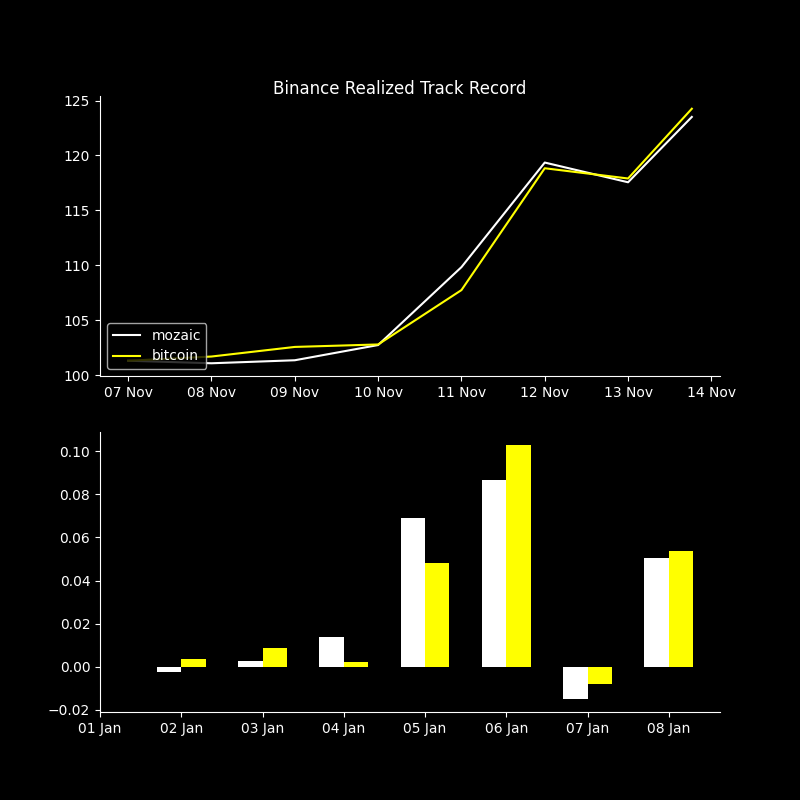 Binance Realized Track Record
125
120
115
110
105
100
mozaic
bitcoin
07 Nov 08 Nov 09 Nov 10 Nov 11 Nov 12 Nov 13 Nov 14 Nov
0.10
0.08
0.06
0.04
0.02
0.00
−0.02
01 Jan 02 Jan 03 Jan 04 Jan 05 Jan 06 Jan 07 Jan 08 Jan